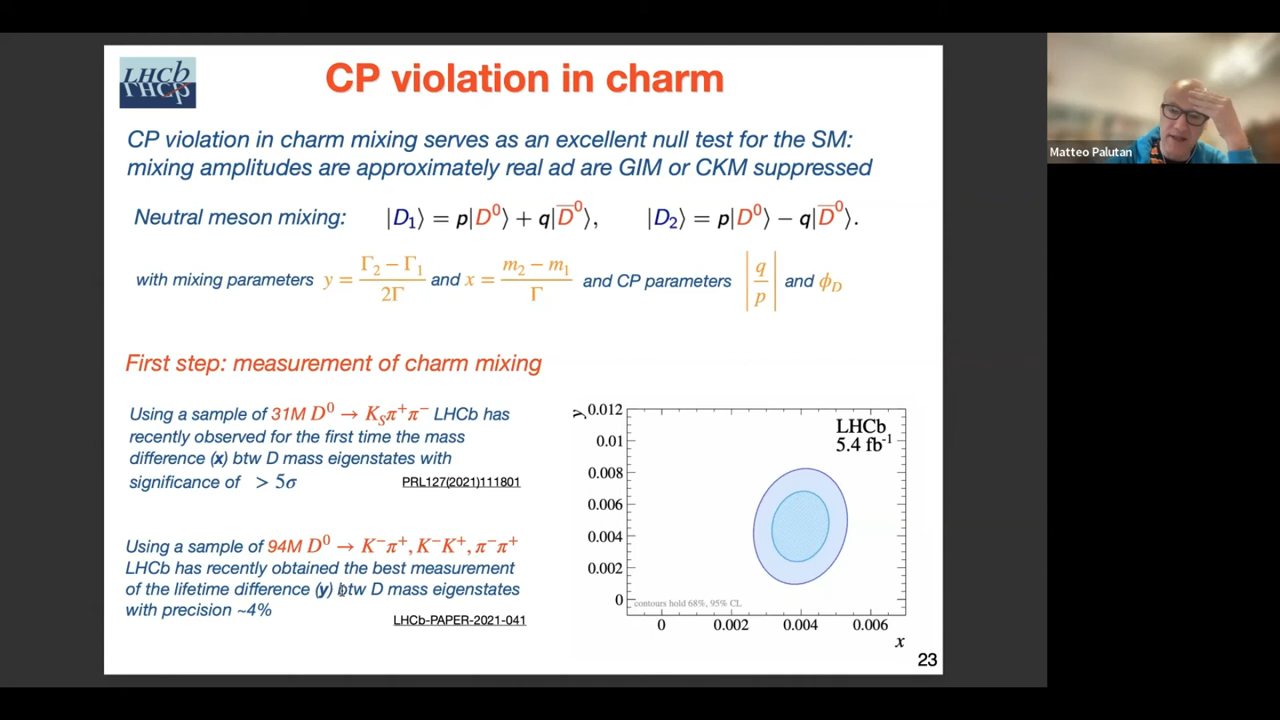 LHCb
LHCp
CP violation in charm
CP violation in charm mixing serves as an excellent null test for the SM:
mixing amplitudes are approximately real ad are GIM or CKM suppressed
Neutral meson mixing: |D₁⟩ = p|D⁰⟩ + q|D̅⁰⟩, |D₂⟩ = p|D⁰⟩ − q|D̅⁰⟩.
with mixing parameters y = (Γ₂ − Γ₁)/2Γ and x = (m₂ − m₁)/Γ and CP parameters |q/p| and ϕ_D
First step: measurement of charm mixing
Using a sample of 31M D⁰ → K_Sπ⁺π⁻ LHCb has
recently observed for the first time the mass
difference (x) btw D mass eigenstates with
significance of > 5σ
PRL127(2021)111801
Using a sample of 94M D⁰ → K⁻π⁺, K⁻K⁺, π⁻π⁺
LHCb has recently obtained the best measurement
of the lifetime difference (y) btw D mass eigenstates
with precision ~4%
LHCb-PAPER-2021-041
y
0.012
0.01
0.008
0.006
0.004
0.002
0
LHCb
5.4 fb⁻¹
contours hold 68%, 95% CL
0 0.002 0.004 0.006
x
23
Matteo Palutan